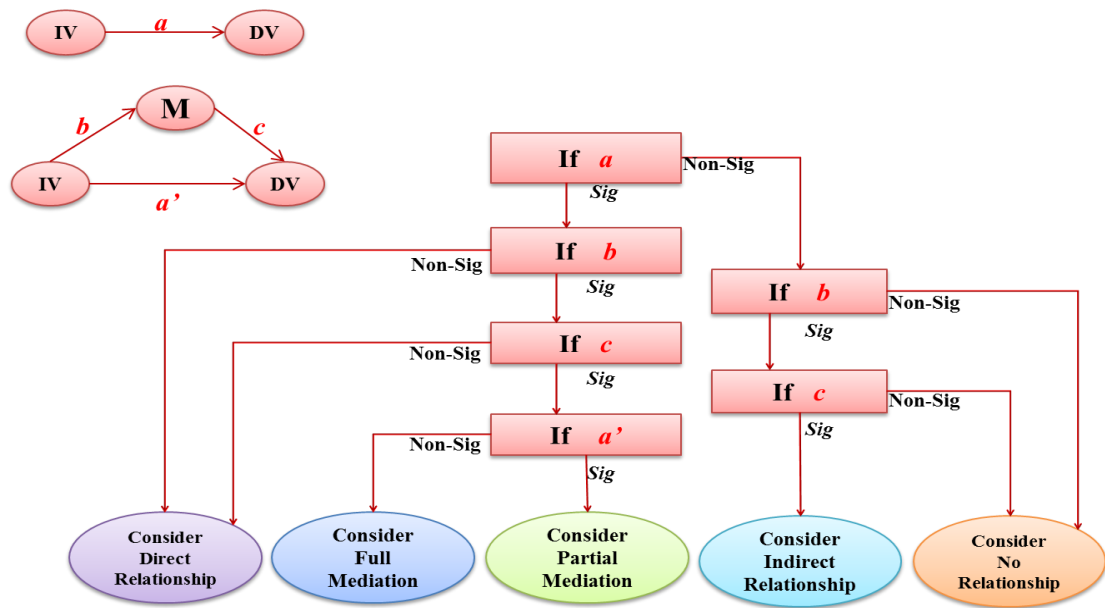 IV
a
DV
M
b
c
IV
DV
a’
If a
Non-Sig
Sig
If b
Non-Sig
Sig
If b
Non-Sig
Sig
If c
Non-Sig
Sig
If c
Non-Sig
Sig
If a’
Non-Sig
Sig
Consider
Direct
Relationship
Consider
Full
Mediation
Consider
Partial
Mediation
Consider
Indirect
Relationship
Consider
No
Relationship